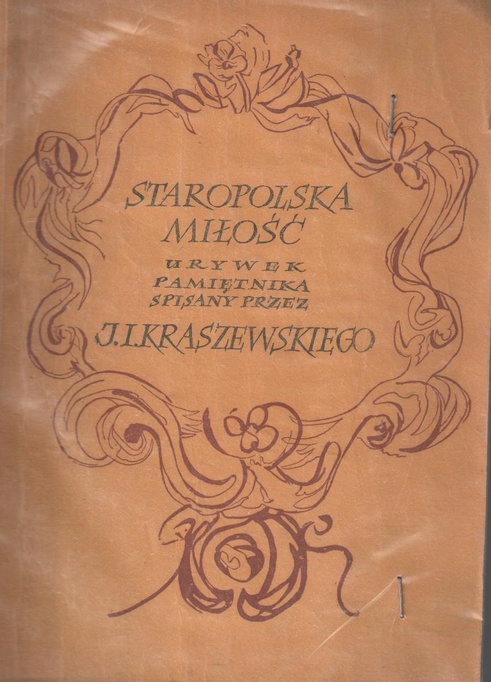 STAROPOLSKA
MIŁOŚĆ
URYWEK
PAMIĘTNIKA
SPISANY PRZEZ
J.I.KRASZEWSKIEGO